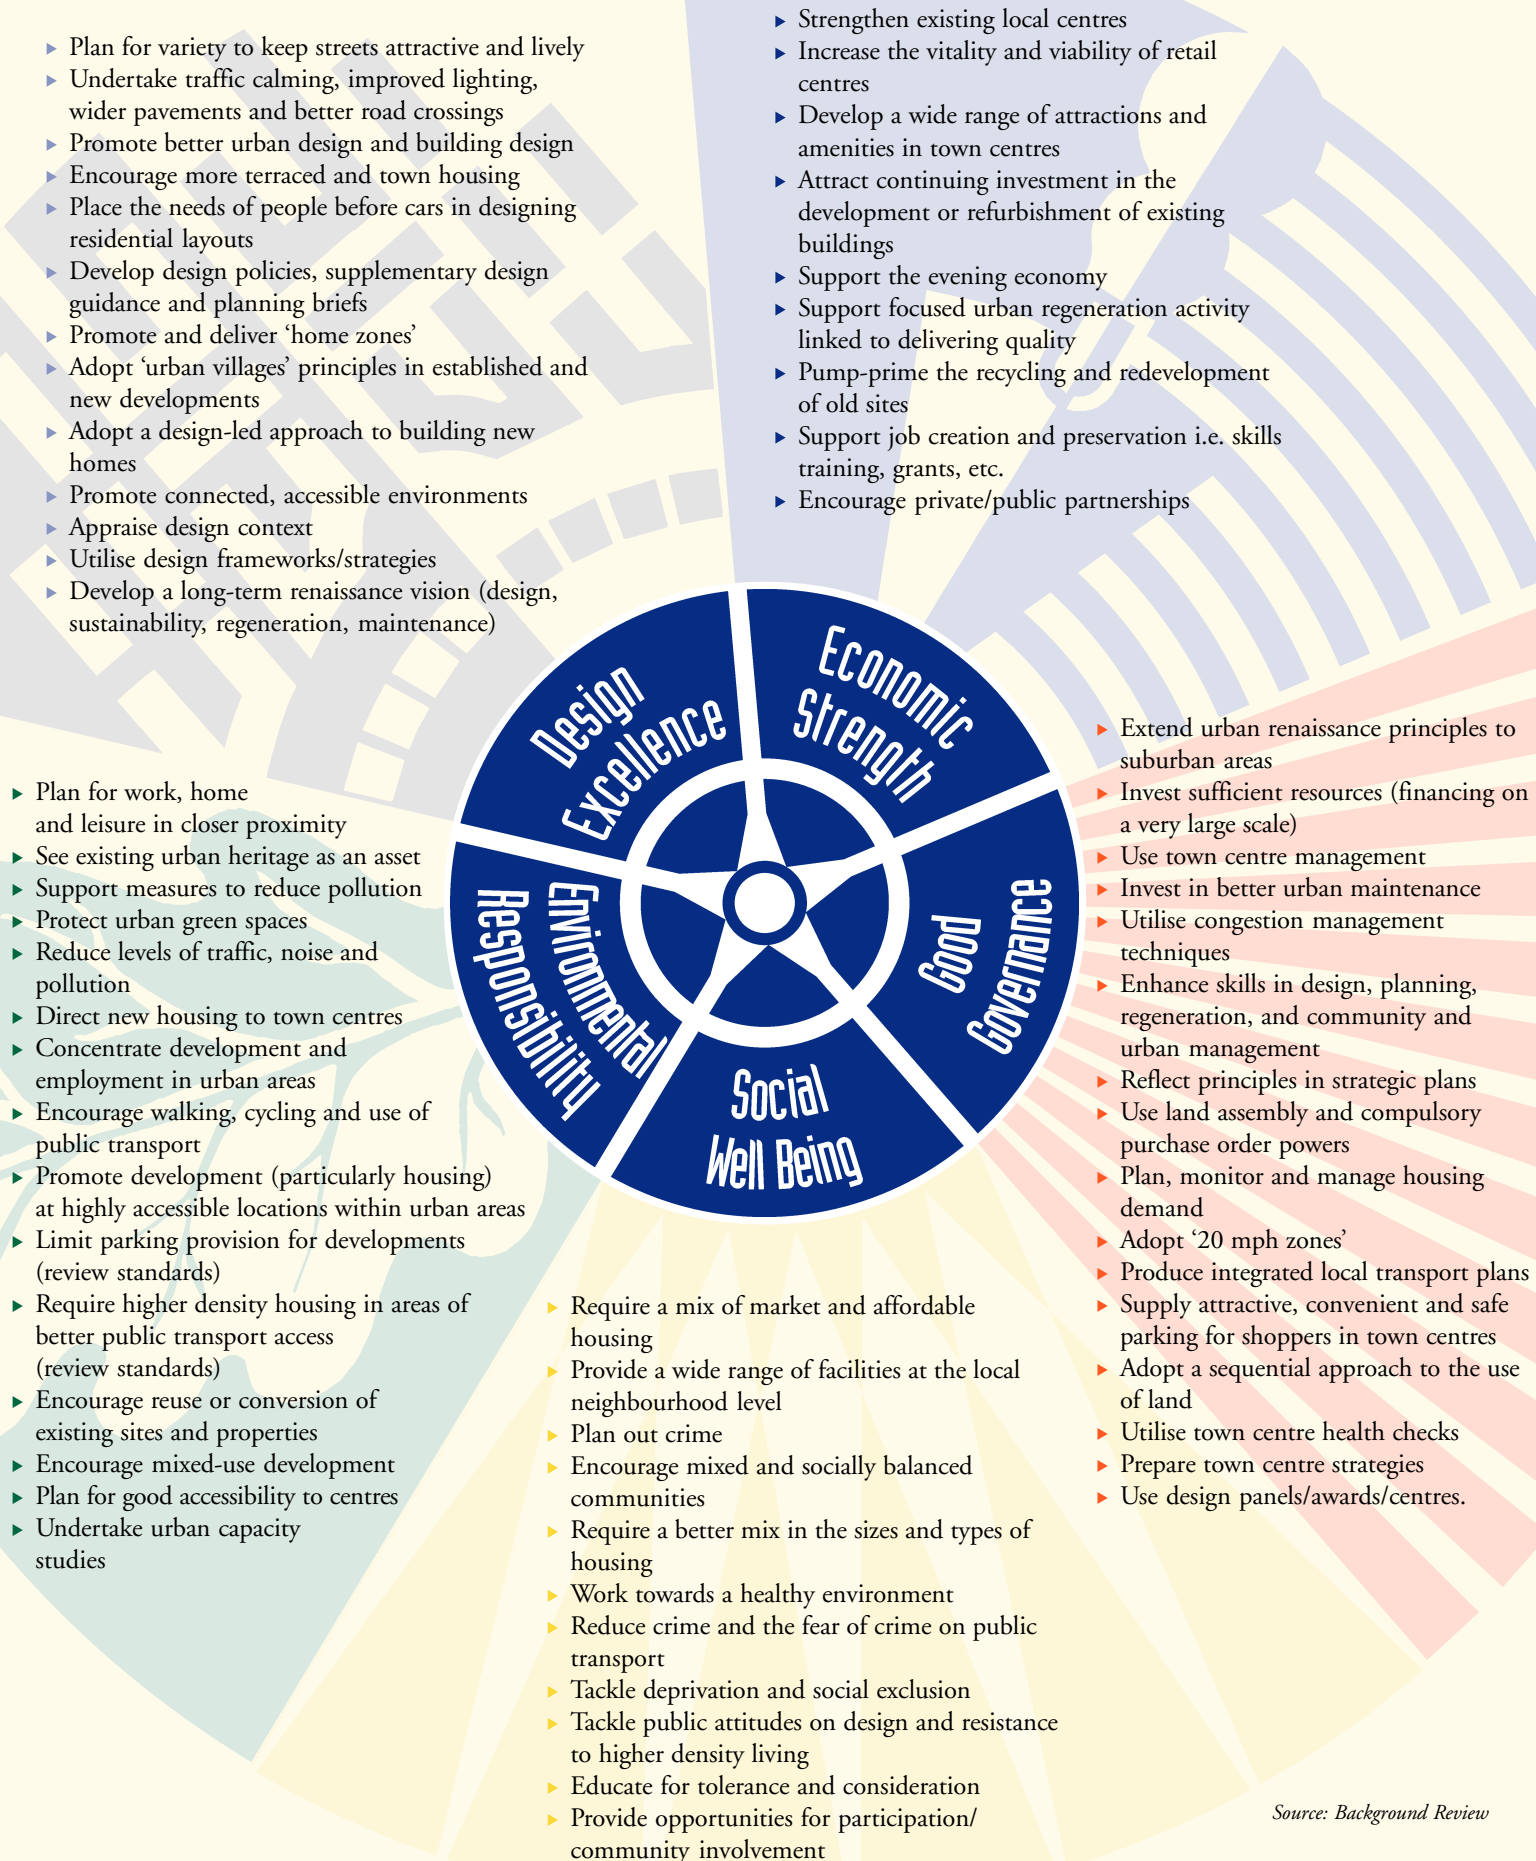 Plan for variety to keep streets attractive and lively
Undertake traffic calming, improved lighting,
wider pavements and better road crossings
Promote better urban design and building design
Encourage more terraced and town housing
Place the needs of people before cars in designing
residential layouts
Develop design policies, supplementary design
guidance and planning briefs
Promote and deliver ‘home zones’
Adopt ‘urban villages’ principles in established and
new developments
Adopt a design-led approach to building new
homes
Promote connected, accessible environments
Appraise design context
Utilise design frameworks/strategies
Develop a long-term renaissance vision (design,
sustainability, regeneration, maintenance)
Strengthen existing local centres
Increase the vitality and viability of retail
centres
Develop a wide range of attractions and
amenities in town centres
Attract continuing investment in the
development or refurbishment of existing
buildings
Support the evening economy
Support focused urban regeneration activity
linked to delivering quality
Pump-prime the recycling and redevelopment
of old sites
Support job creation and preservation i.e. skills
training, grants, etc.
Encourage private/public partnerships
Design
Excellence
Economic
Strength
Good
Governance
Social
Well Being
Environmental
Responsibility
Plan for work, home
and leisure in closer proximity
See existing urban heritage as an asset
Support measures to reduce pollution
Protect urban green spaces
Reduce levels of traffic, noise and
pollution
Direct new housing to town centres
Concentrate development and
employment in urban areas
Encourage walking, cycling and use of
public transport
Promote development (particularly housing)
at highly accessible locations within urban areas
Limit parking provision for developments
(review standards)
Require higher density housing in areas of
better public transport access
(review standards)
Encourage reuse or conversion of
existing sites and properties
Encourage mixed-use development
Plan for good accessibility to centres
Undertake urban capacity
studies
Require a mix of market and affordable
housing
Provide a wide range of facilities at the local
neighbourhood level
Plan out crime
Encourage mixed and socially balanced
communities
Require a better mix in the sizes and types of
housing
Work towards a healthy environment
Reduce crime and the fear of crime on public
transport
Tackle deprivation and social exclusion
Tackle public attitudes on design and resistance
to higher density living
Educate for tolerance and consideration
Provide opportunities for participation/
community involvement
Extend urban renaissance principles to
suburban areas
Invest sufficient resources (financing on
a very large scale)
Use town centre management
Invest in better urban maintenance
Utilise congestion management
techniques
Enhance skills in design, planning,
regeneration, and community and
urban management
Reflect principles in strategic plans
Use land assembly and compulsory
purchase order powers
Plan, monitor and manage housing
demand
Adopt ‘20 mph zones’
Produce integrated local transport plans
Supply attractive, convenient and safe
parking for shoppers in town centres
Adopt a sequential approach to the use
of land
Utilise town centre health checks
Prepare town centre strategies
Use design panels/awards/centres.
Source: Background Review